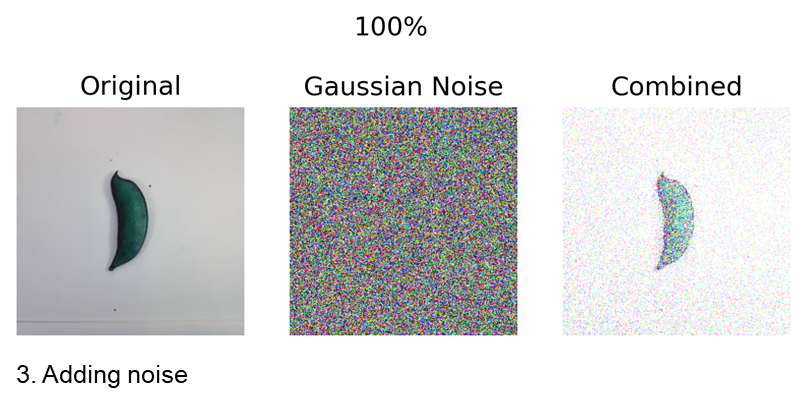 100%
Original Gaussian Noise Combined
3. Adding noise